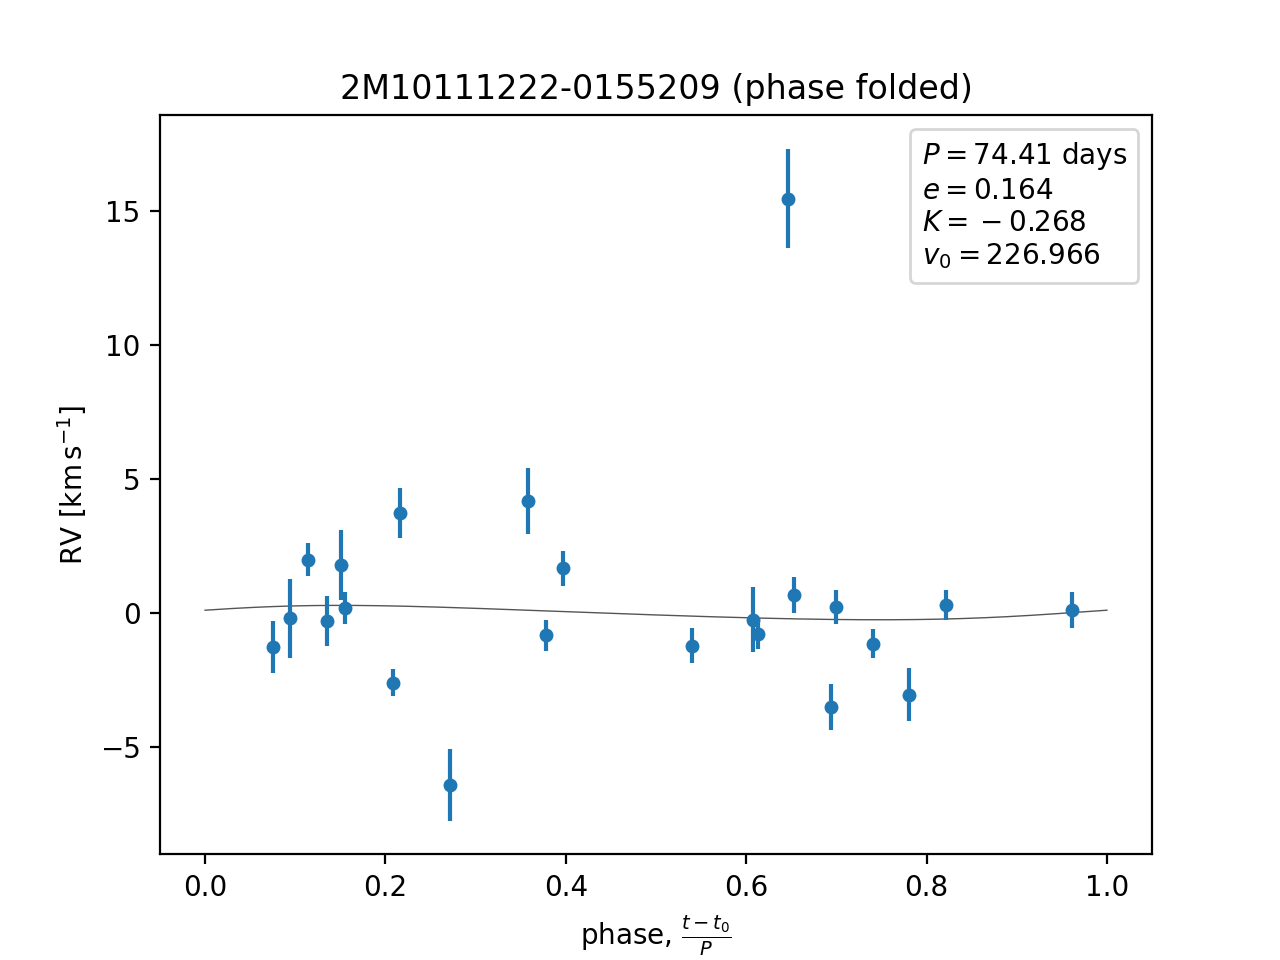 2M10111222-0155209 (phase folded)
P = 74.41 days
e = 0.164
K = −0.268
v₀ = 226.966
15
10
5
0
−5
RV [km s⁻¹]
0.0 0.2 0.4 0.6 0.8 1.0
phase, (t − t₀)/P